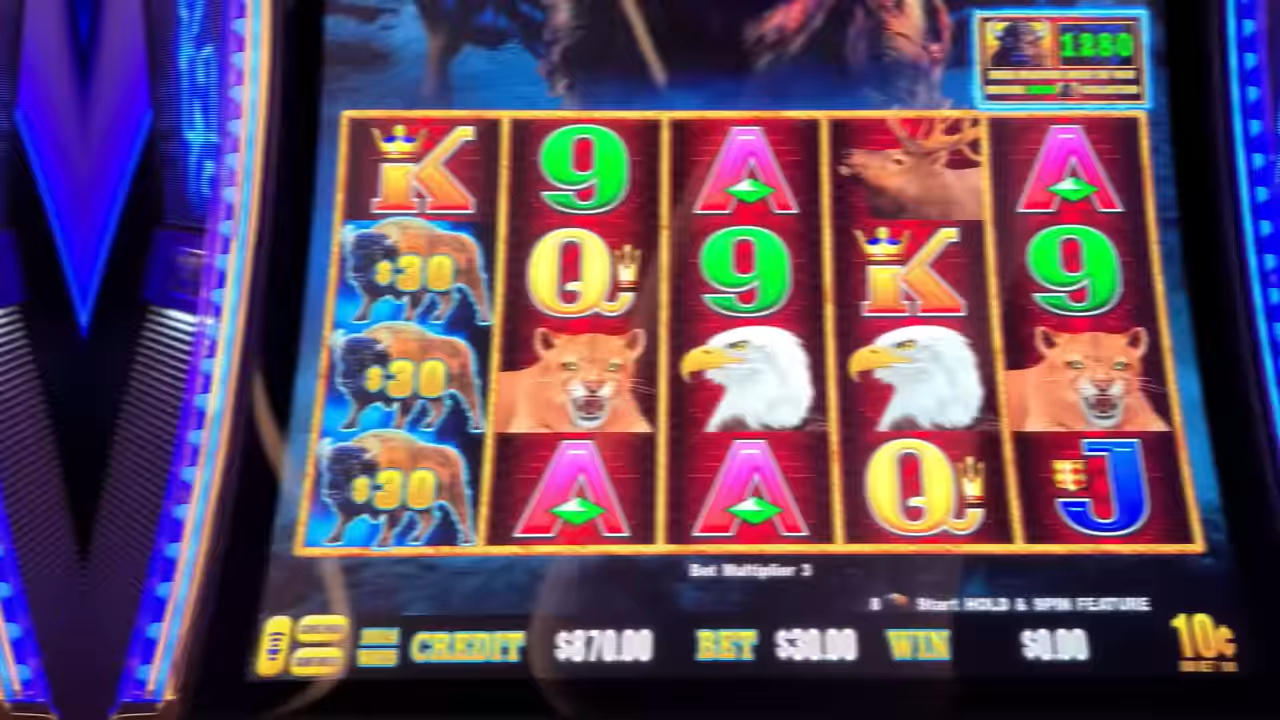 1280
K 9 A A
$30 Q 9 K 9
$30
$30 A A Q J
Bet Multiplier 3
8 Start HOLD & SPIN FEATURE
CREDIT $870.00 BET $30.00 WIN $0.00 10¢